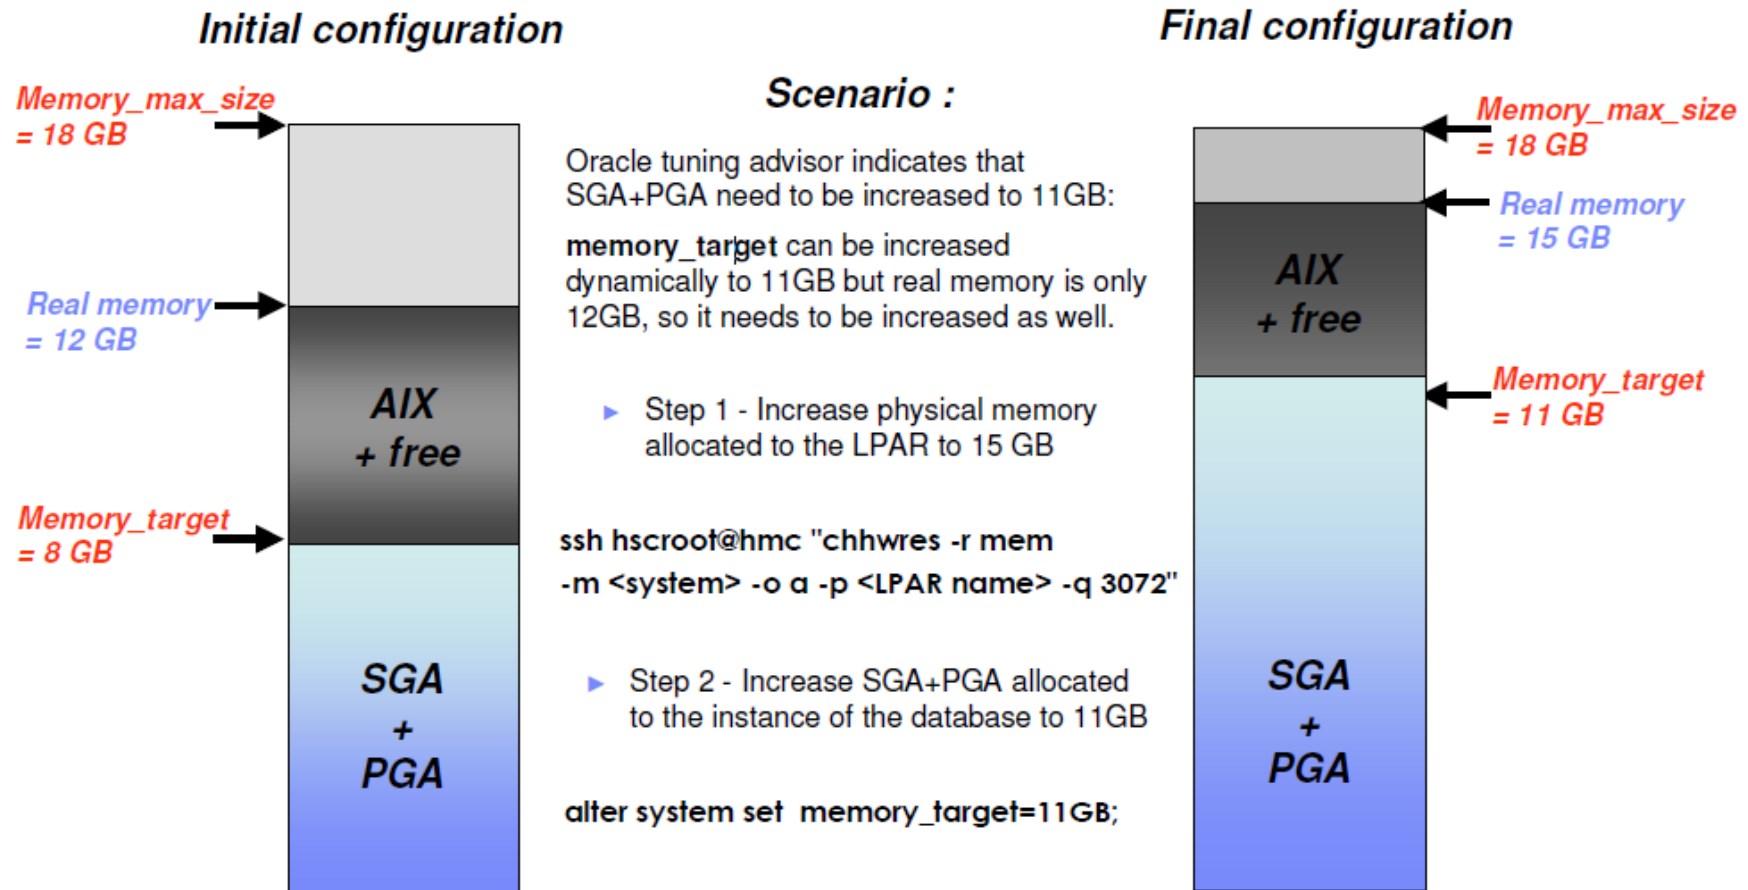 Initial configuration
Memory_max_size
= 18 GB
Real memory
= 12 GB
Memory_target
= 8 GB
AIX
+ free
SGA
+
PGA
Scenario :
Oracle tuning advisor indicates that
SGA+PGA need to be increased to 11GB:
memory_target can be increased
dynamically to 11GB but real memory is only
12GB, so it needs to be increased as well.
► Step 1 - Increase physical memory
allocated to the LPAR to 15 GB
ssh hscroot@hmc "chhwres -r mem
-m <system> -o a -p <LPAR name> -q 3072"
► Step 2 - Increase SGA+PGA allocated
to the instance of the database to 11GB
alter system set memory_target=11GB;
Final configuration
Memory_max_size
= 18 GB
Real memory
= 15 GB
Memory_target
= 11 GB
AIX
+ free
SGA
+
PGA